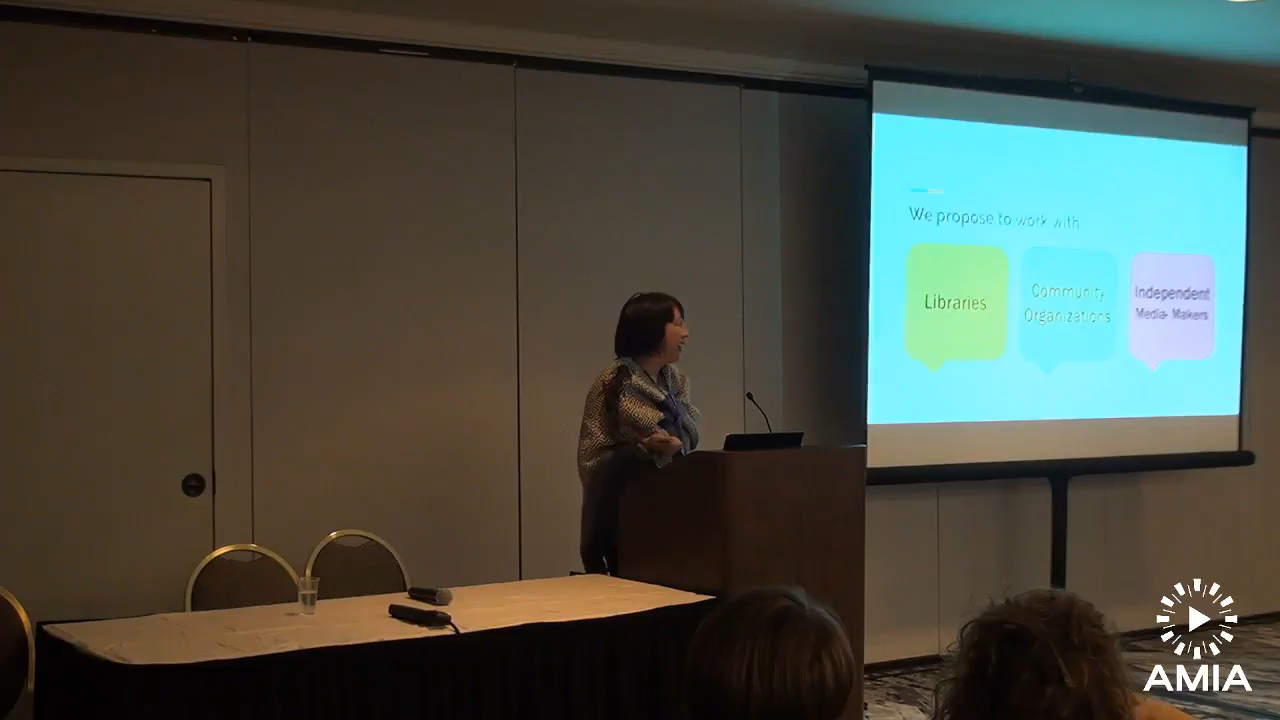 We propose to work with
Libraries
Community
Organizations
Independent
Media- Makers
AMIA